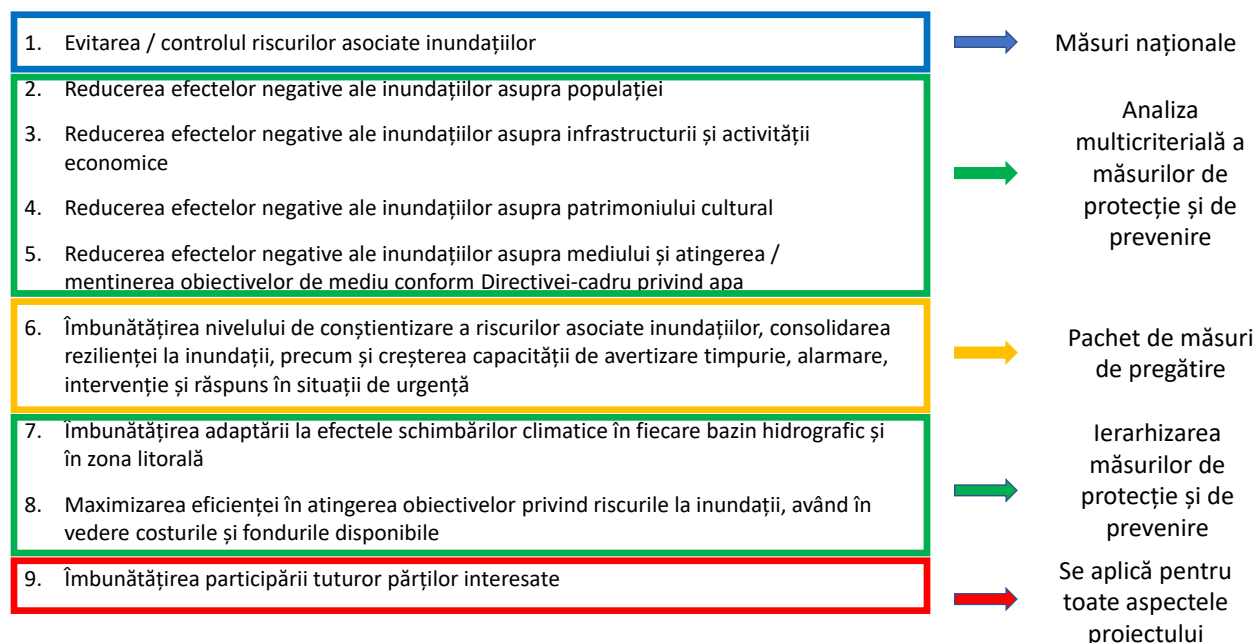 1. Evitarea / controlul riscurilor asociate inundațiilor
Măsuri naționale
2. Reducerea efectelor negative ale inundațiilor asupra populației
3. Reducerea efectelor negative ale inundațiilor asupra infrastructurii și activității
economice
4. Reducerea efectelor negative ale inundațiilor asupra patrimoniului cultural
5. Reducerea efectelor negative ale inundațiilor asupra mediului și atingerea /
mentinerea obiectivelor de mediu conform Directivei-cadru privind apa
Analiza
multicriterială a
măsurilor de
protecție și de
prevenire
6. Îmbunătățirea nivelului de conștientizare a riscurilor asociate inundațiilor, consolidarea
rezilienței la inundații, precum și creșterea capacității de avertizare timpurie, alarmare,
intervenție și răspuns în situații de urgență
Pachet de măsuri
de pregătire
7. Îmbunătățirea adaptării la efectele schimbărilor climatice în fiecare bazin hidrografic și
în zona litorală
8. Maximizarea eficienței în atingerea obiectivelor privind riscurile la inundații, având în
vedere costurile și fondurile disponibile
Ierarhizarea
măsurilor de
protecție și de
prevenire
9. Îmbunătățirea participării tuturor părților interesate
Se aplică pentru
toate aspectele
proiectului